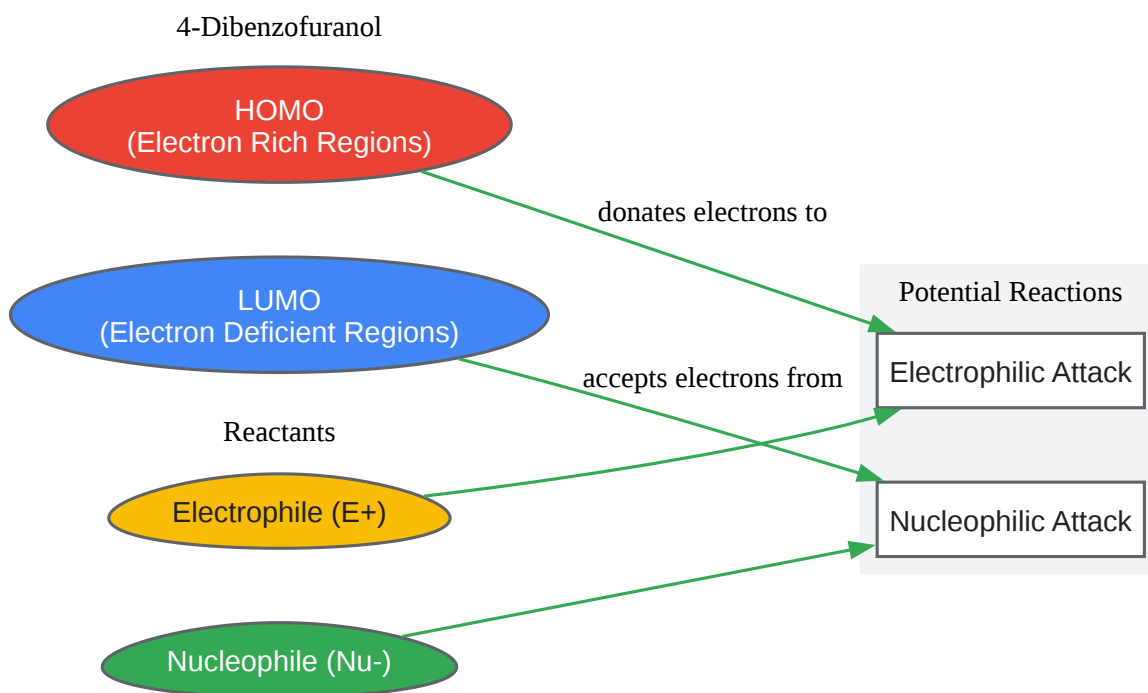 4-Dibenzofuranol
HOMO
(Electron Rich Regions)
donates electrons to
LUMO
(Electron Deficient Regions)
Potential Reactions
Electrophilic Attack
accepts electrons from
Reactants
Electrophile (E+)
Nucleophilic Attack
Nucleophile (Nu-)